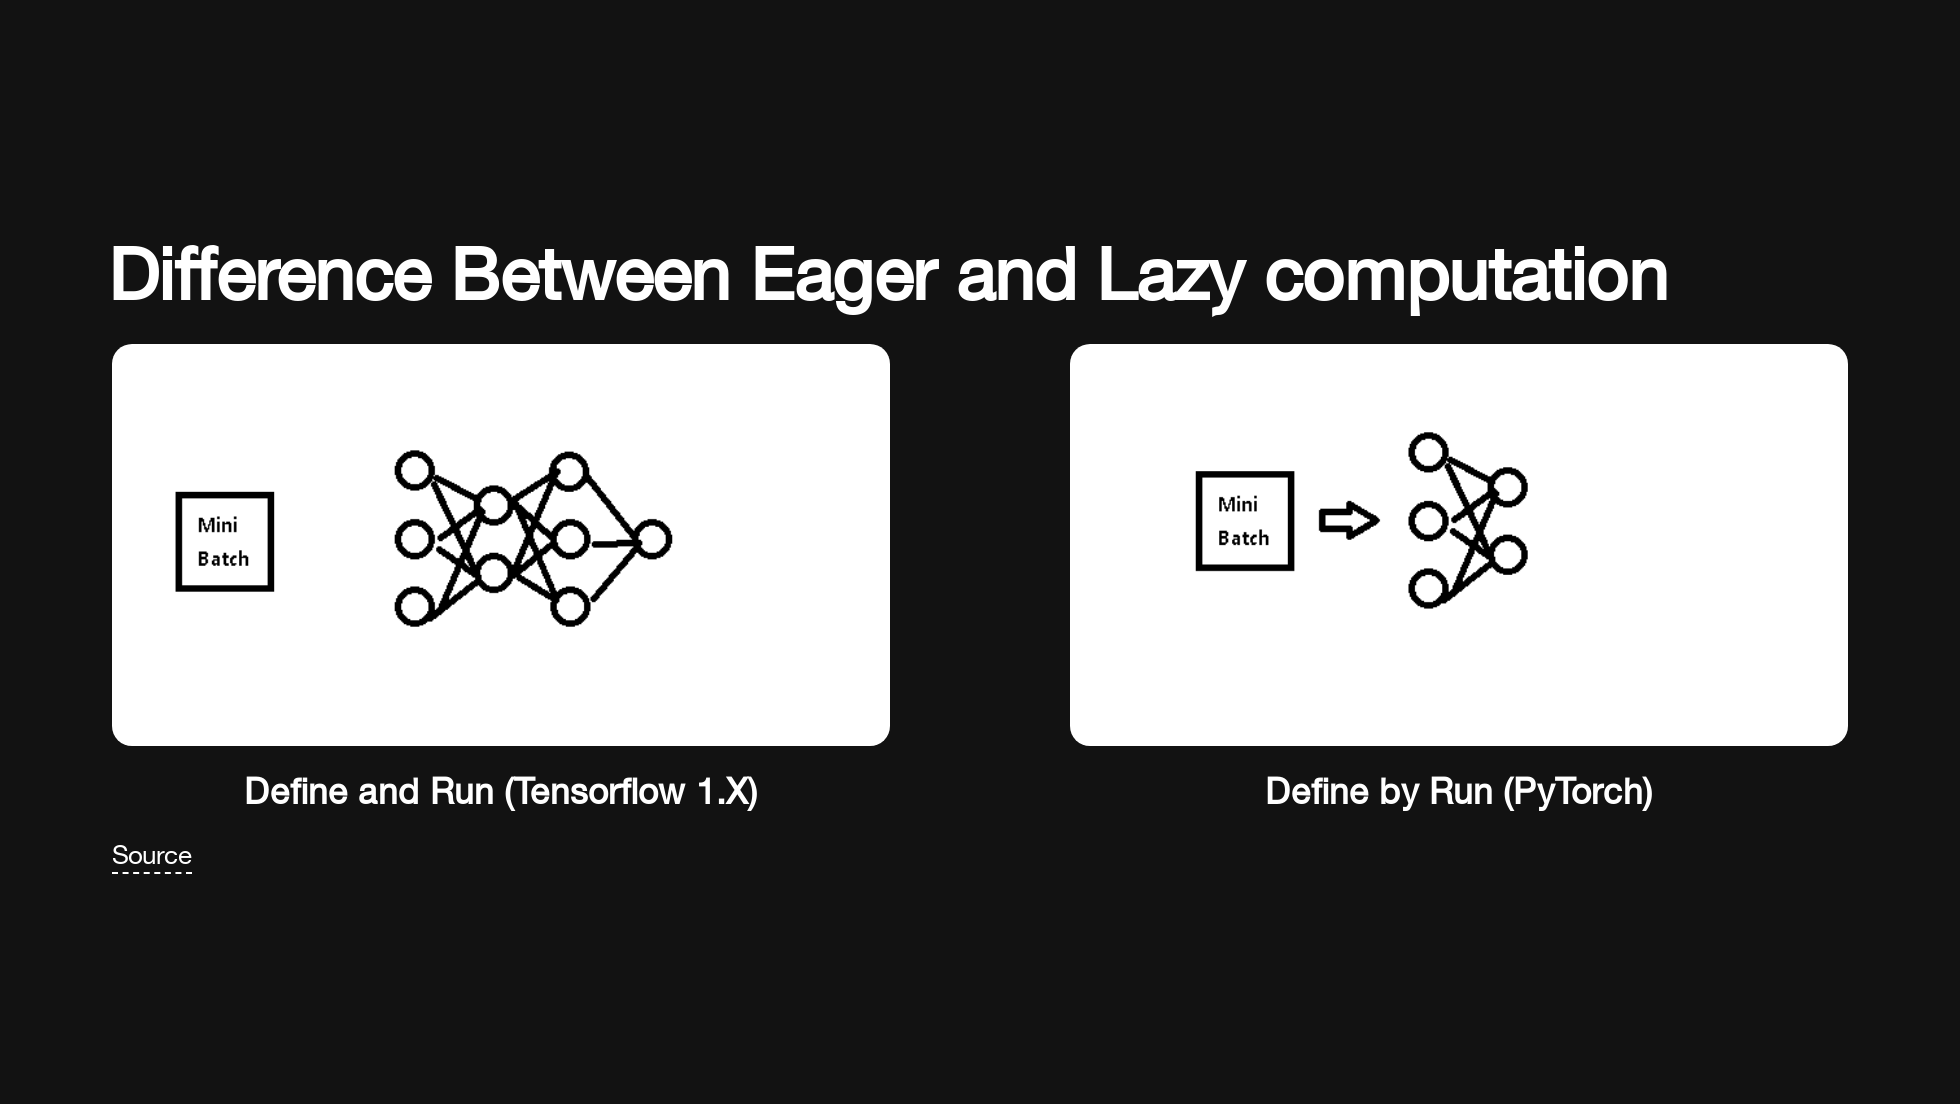 Difference Between Eager and Lazy computation
Mini
Batch
Mini
Batch
Define and Run (Tensorflow 1.X)
Define by Run (PyTorch)
Source